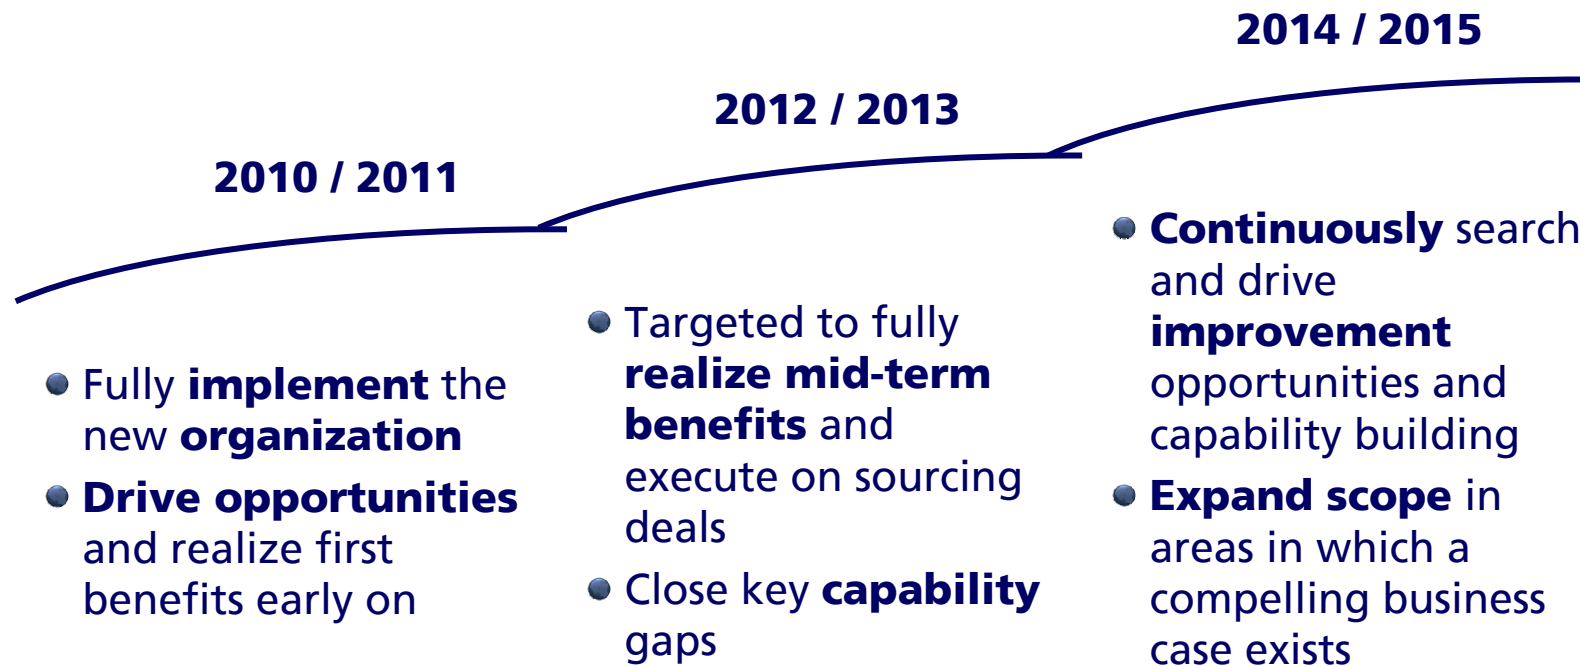 2010 / 2011
Fully implement the
new organization
Drive opportunities
and realize first
benefits early on
2012 / 2013
Targeted to fully
realize mid-term
benefits and
execute on sourcing
deals
Close key capability
gaps
2014 / 2015
Continuously search
and drive
improvement
opportunities and
capability building
Expand scope in
areas in which a
compelling business
case exists